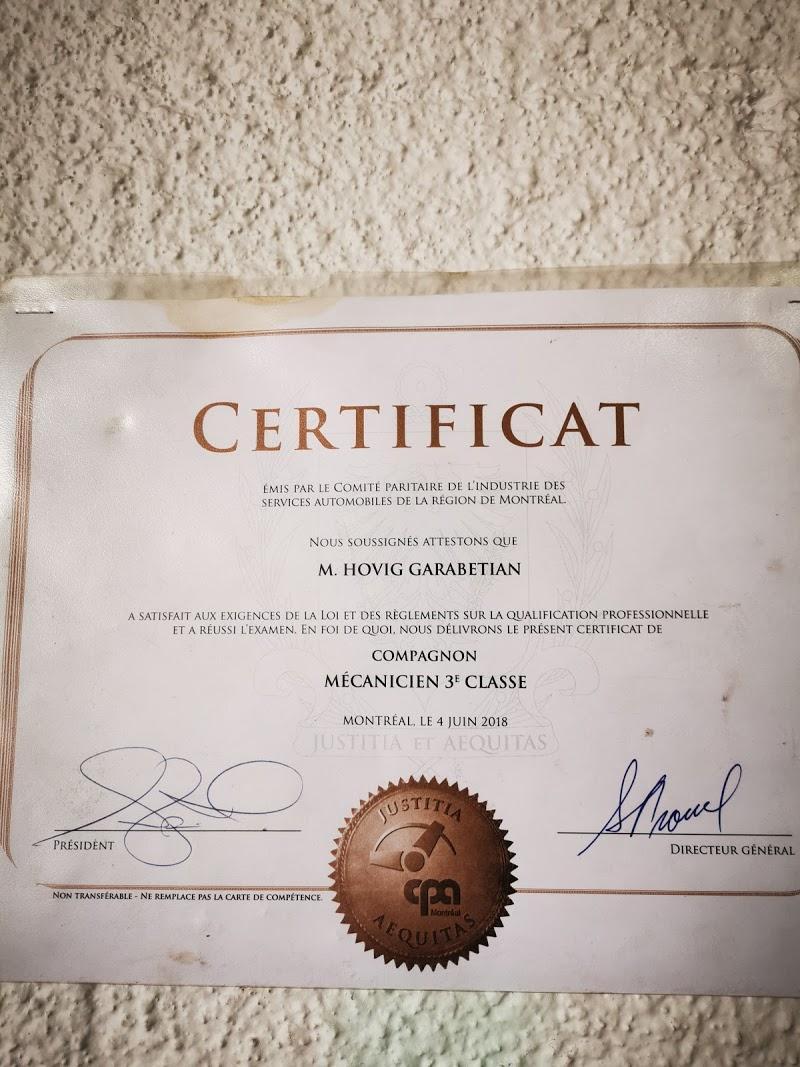 CERTIFICAT
ÉMIS PAR LE COMITÉ PARITAIRE DE L'INDUSTRIE DES
SERVICES AUTOMOBILES DE LA RÉGION DE MONTRÉAL.
NOUS SOUSSIGNÉS ATTESTONS QUE
M. HOVIG GARABETIAN
A SATISFAIT AUX EXIGENCES DE LA LOI ET DES RÈGLEMENTS SUR LA QUALIFICATION PROFESSIONNELLE
ET A RÉUSSI L'EXAMEN. EN FOI DE QUOI, NOUS DÉLIVRONS LE PRÉSENT CERTIFICAT DE
COMPAGNON
MÉCANICIEN 3E CLASSE
MONTRÉAL, LE 4 JUIN 2018
JUSTITIA ET AEQUITAS
PRÉSIDENT
DIRECTEUR GÉNÉRAL
NON TRANSFÉRABLE - NE REMPLACE PAS LA CARTE DE COMPÉTENCE.
JUSTITIA
cpa
Montréal
AEQUITAS